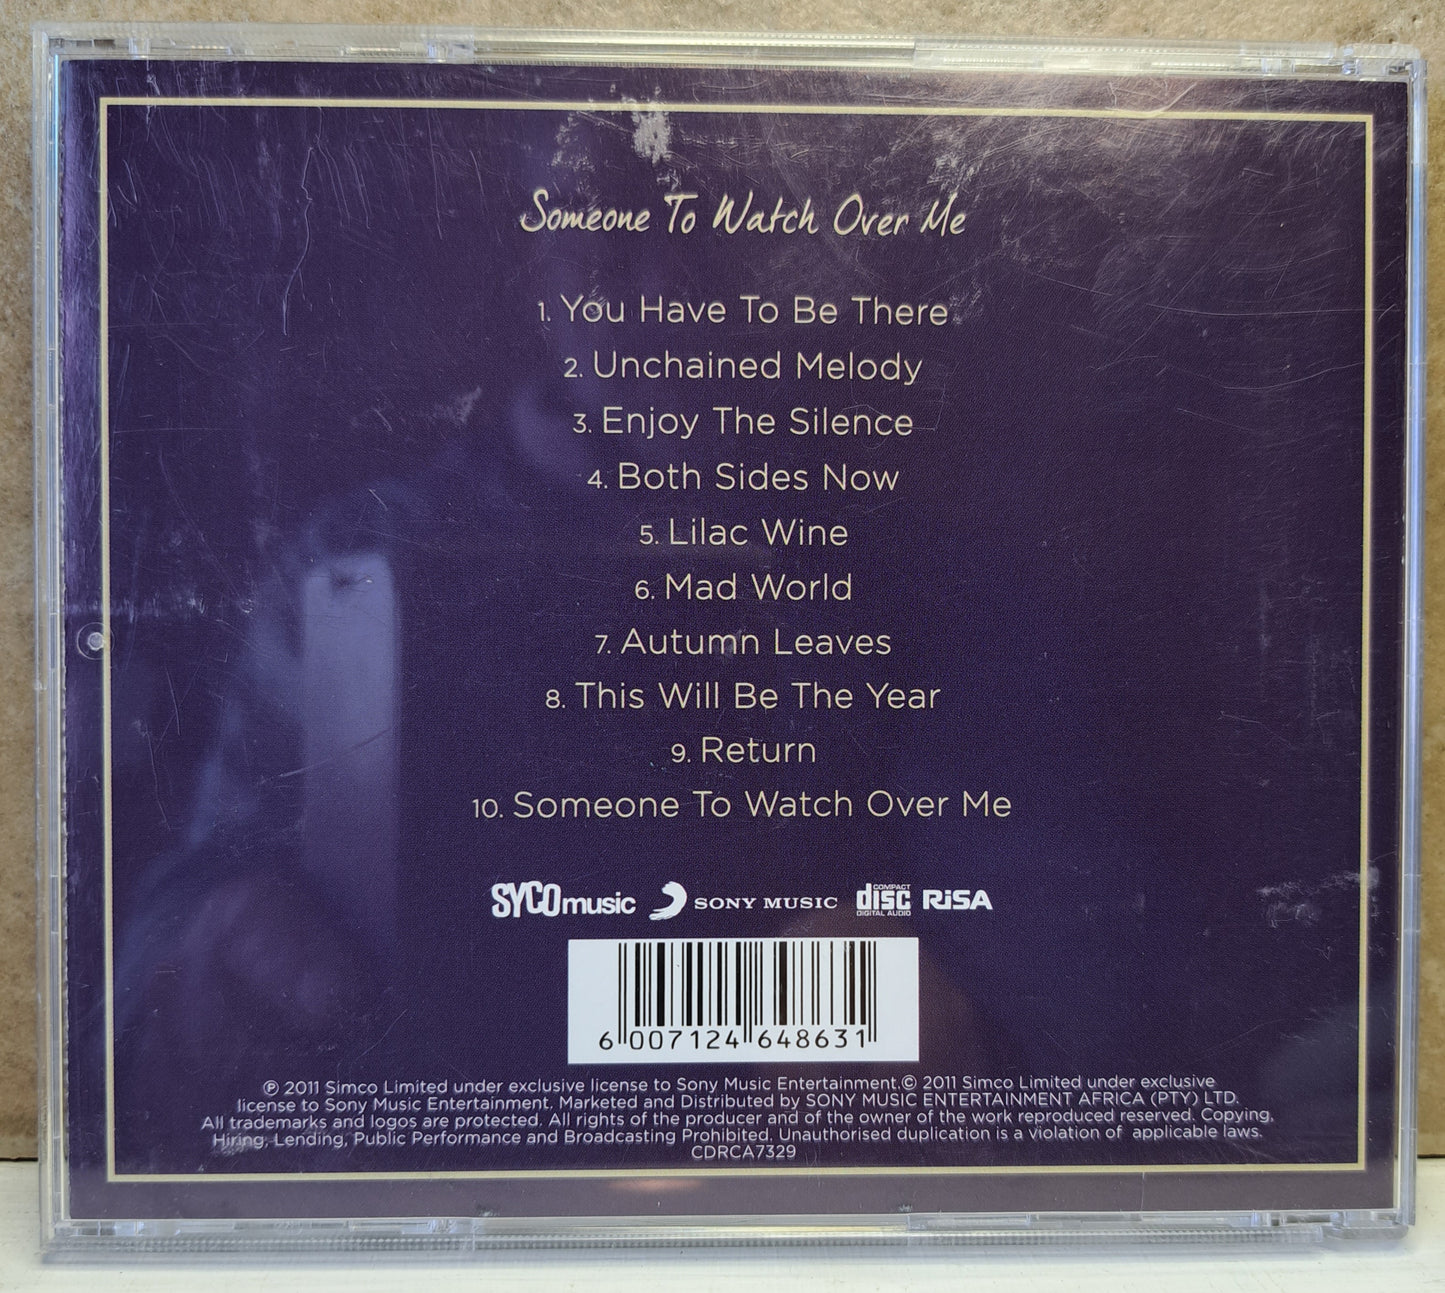 Someone To Watch Over Me
1. You Have To Be There
2. Unchained Melody
3. Enjoy The Silence
4. Both Sides Now
5. Lilac Wine
6. Mad World
7. Autumn Leaves
8. This Will Be The Year
9. Return
10. Someone To Watch Over Me
SYCOmusic SONY MUSIC COMPACT disc DIGITAL AUDIO RiSA
6 007124 648631
℗ 2011 Simco Limited under exclusive license to Sony Music Entertainment.© 2011 Simco Limited under exclusive
license to Sony Music Entertainment. Marketed and Distributed by SONY MUSIC ENTERTAINMENT AFRICA (PTY) LTD.
All trademarks and logos are protected. All rights of the producer and of the owner of the work reproduced reserved. Copying,
Hiring, Lending, Public Performance and Broadcasting Prohibited. Unauthorised duplication is a violation of applicable laws.
CDRCA7329